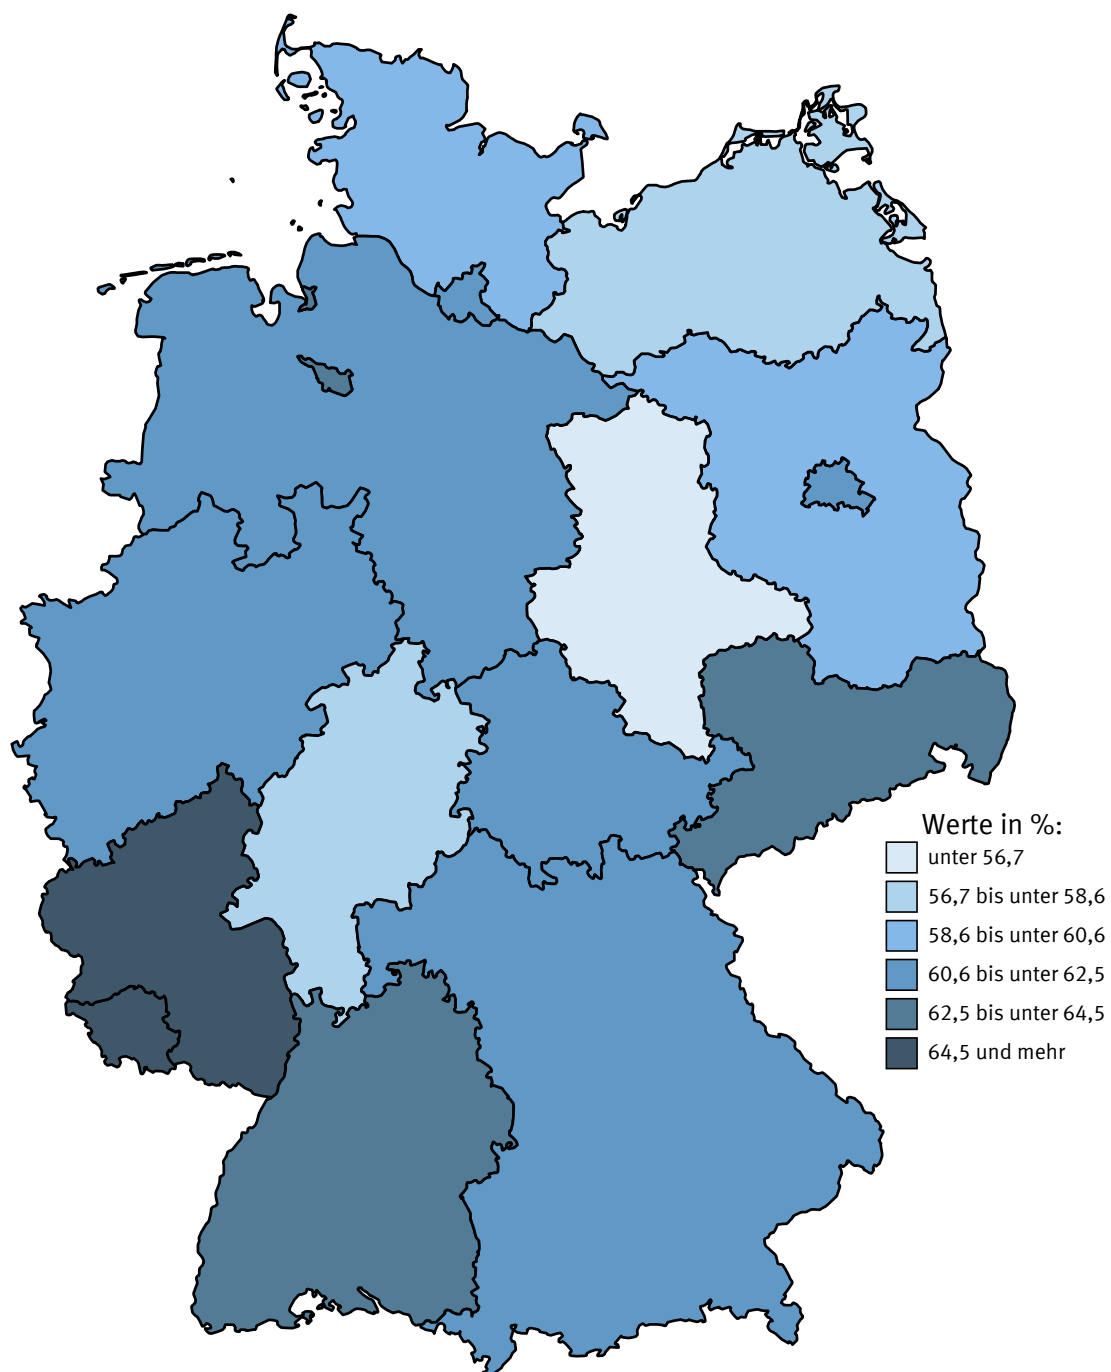 Werte in %:
unter 56,7
56,7 bis unter 58,6
58,6 bis unter 60,6
60,6 bis unter 62,5
62,5 bis unter 64,5
64,5 und mehr